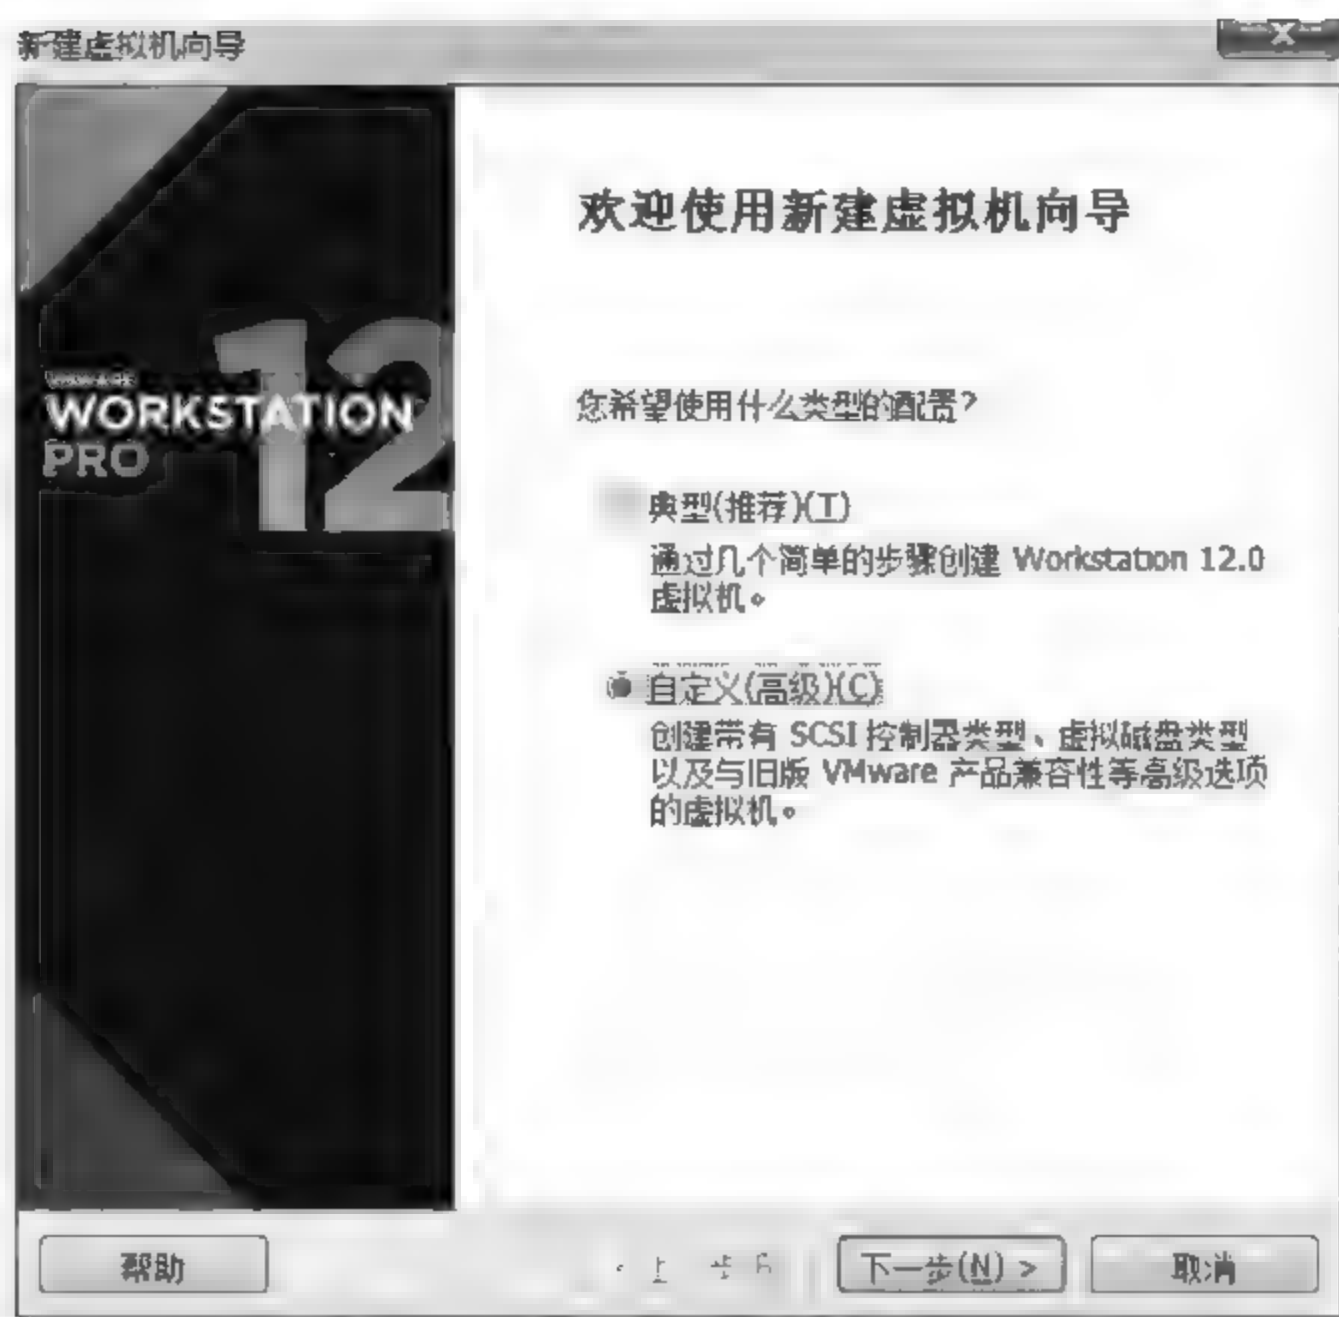 新建虚拟机向导
WORKSTATION
12
PRO
欢迎使用新建虚拟机向导
您希望使用什么类型的配置?
典型(推荐)(T)
通过几个简单的步骤创建 Workstation 12.0
虚拟机。
自定义(高级)(C)
创建带有 SCSI 控制器类型、虚拟磁盘类型
以及与旧版 VMware 产品兼容性等高级选项
的虚拟机。
帮助
下一步(N) >
取消